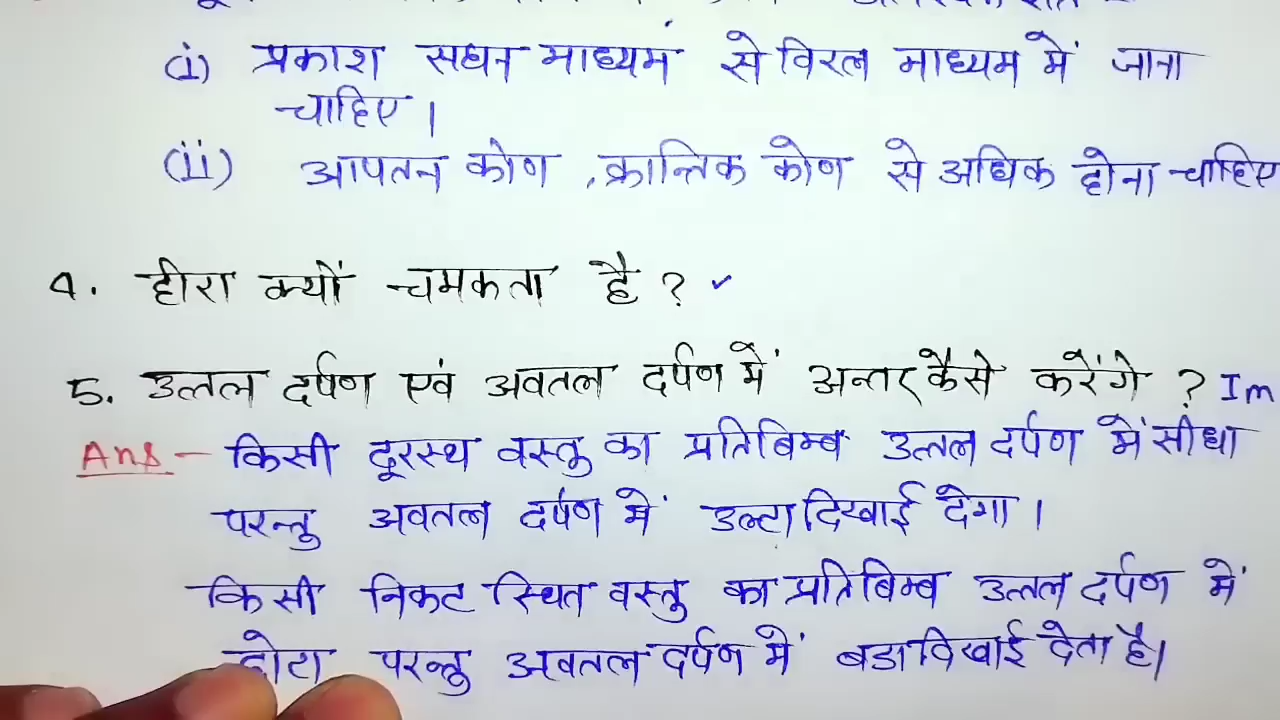 (i) प्रकाश सघन माध्यम से विरल माध्यम में जाना
चाहिए।
(ii) आपतन कोण, क्रान्तिक कोण से अधिक होना चाहिए
4. हीरा क्यों चमकता है?
5. उत्तल दर्पण एवं अवतल दर्पण में अन्तर कैसे करेंगे? Im
Ans - किसी दूरस्थ वस्तु का प्रतिबिम्ब उत्तल दर्पण में सीधा
परन्तु अवतल दर्पण में उल्टा दिखाई देगा।
किसी निकट स्थित वस्तु का प्रतिबिम्ब उत्तल दर्पण में
छोटा परन्तु अवतल दर्पण में बडा दिखाई देता है।